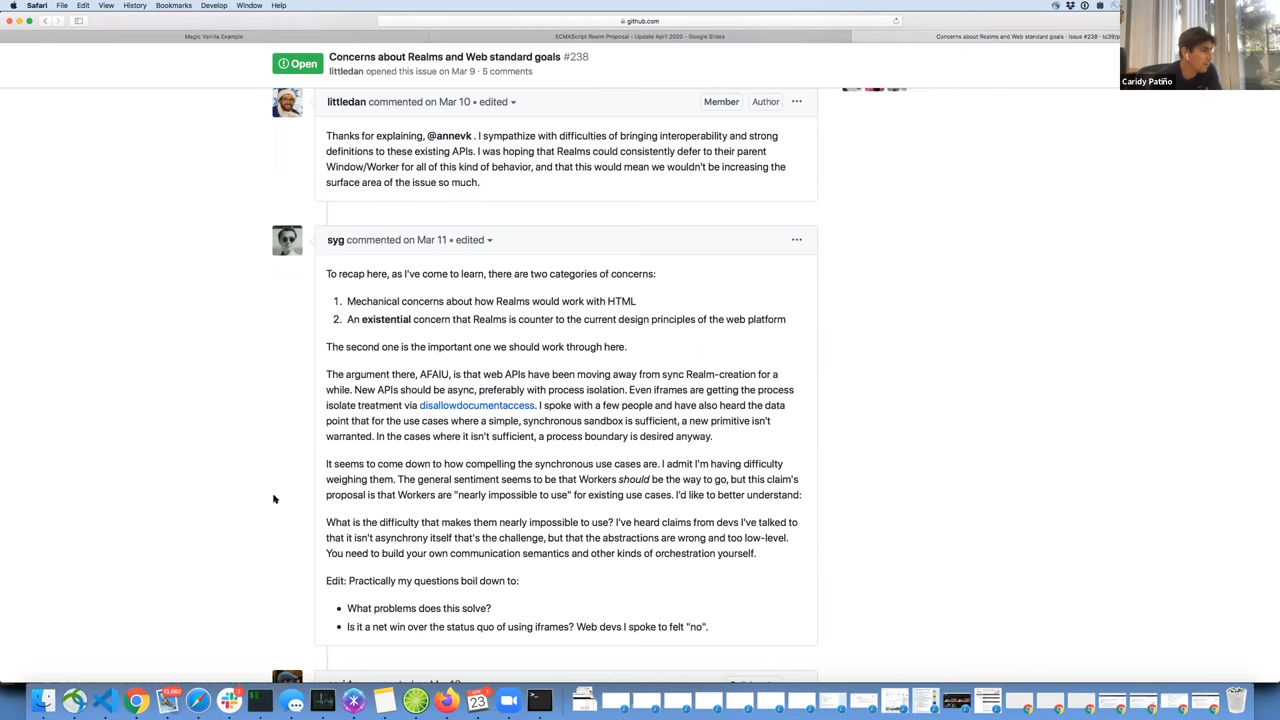 Safari File Edit View History Bookmarks Develop Window Help
github.com
Magic Vanilla Example
ECMAScript Realm Proposal - Update April 2020 - Google Slides
Concerns about Realms and Web standard goals · Issue #238 · tc39/p
Caridy Patiño
Open
Concerns about Realms and Web standard goals #238
littledan opened this issue on Mar 9 · 5 comments
littledan commented on Mar 10 • edited
Member
Author
Thanks for explaining, @annevk . I sympathize with difficulties of bringing interoperability and strong
definitions to these existing APIs. I was hoping that Realms could consistently defer to their parent
Window/Worker for all of this kind of behavior, and that this would mean we wouldn't be increasing the
surface area of the issue so much.
syg commented on Mar 11 • edited
To recap here, as I've come to learn, there are two categories of concerns:
1. Mechanical concerns about how Realms would work with HTML
2. An existential concern that Realms is counter to the current design principles of the web platform
The second one is the important one we should work through here.
The argument there, AFAIU, is that web APIs have been moving away from sync Realm-creation for a
while. New APIs should be async, preferably with process isolation. Even iframes are getting the process
isolate treatment via disallowdocumentaccess. I spoke with a few people and have also heard the data
point that for the use cases where a simple, synchronous sandbox is sufficient, a new primitive isn't
warranted. In the cases where it isn't sufficient, a process boundary is desired anyway.
It seems to come down to how compelling the synchronous use cases are. I admit I'm having difficulty
weighing them. The general sentiment seems to be that Workers should be the way to go, but this claim's
proposal is that Workers are "nearly impossible to use" for existing use cases. I'd like to better understand:
What is the difficulty that makes them nearly impossible to use? I've heard claims from devs I've talked to
that it isn't asynchrony itself that's the challenge, but that the abstractions are wrong and too low-level.
You need to build your own communication semantics and other kinds of orchestration yourself.
Edit: Practically my questions boil down to:
• What problems does this solve?
• Is it a net win over the status quo of using iframes? Web devs I spoke to felt "no".
13,660
23